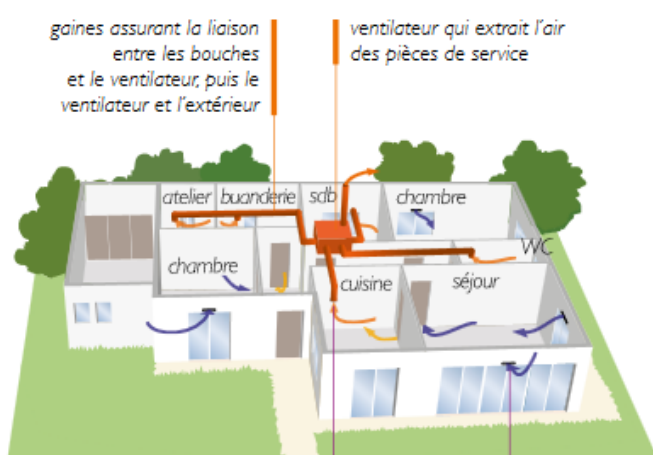 gaines assurant la liaison
entre les bouches
et le ventilateur, puis le
ventilateur et l'extérieur
ventilateur qui extrait l'air
des pièces de service
atelier buanderie sdb chambre
WC
chambre
cuisine séjour